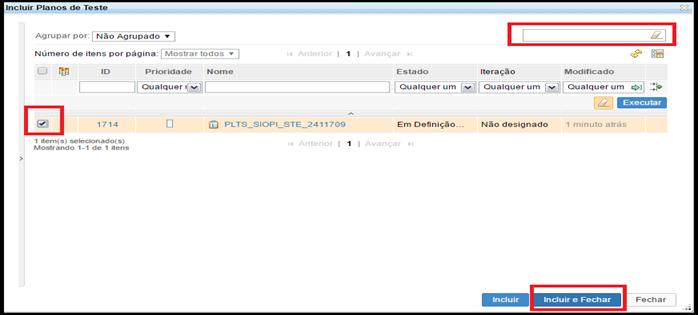 Incluir Planos de Teste
Agrupar por: Não Agrupado
Número de itens por página: Mostrar todos Anterior | 1 | Avançar
ID Prioridade Nome Estado Iteração Modificado
Qualquer Qualquer um Qualquer um Qualquer um
Executar
1714 PLTS_SIOPI_STE_2411709 Em Definição... Não designado 1 minuto atrás
1 item(s) selecionado(s)
Mostrando 1-1 de 1 itens
Anterior | 1 | Avançar
Incluir Incluir e Fechar Fechar